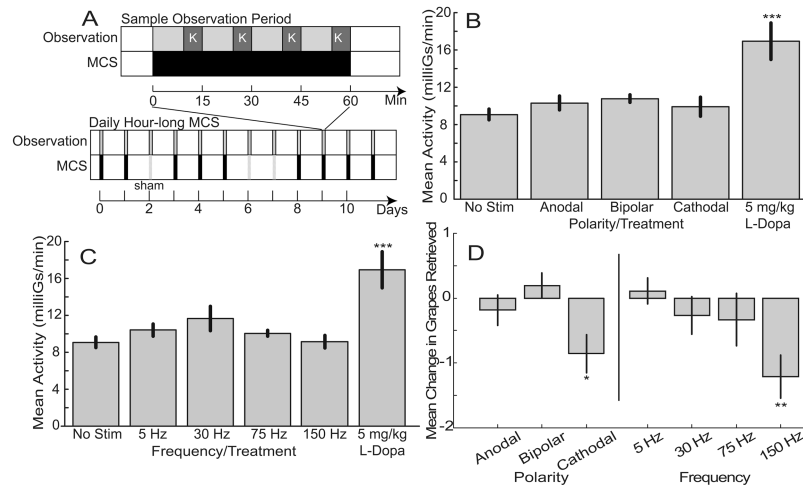 A
Sample Observation Period
Observation
K K K K
MCS
0 15 30 45 60 Min
Daily Hour-long MCS
Observation
MCS
sham
0 2 4 6 8 10 Days
B
Mean Activity (milliGs/min)
20
16
12
8
4
0
***
No Stim Anodal Bipolar Cathodal 5 mg/kg
Polarity/Treatment L-Dopa
C
Mean Activity (milliGs/min)
20
16
12
8
4
0
***
No Stim 5 Hz 30 Hz 75 Hz 150 Hz 5 mg/kg
Frequency/Treatment L-Dopa
D
Mean Change in Grapes Retrieved
1
0
-1
-2
*
**
Anodal Bipolar Cathodal 5 Hz 30 Hz 75 Hz 150 Hz
Polarity Frequency